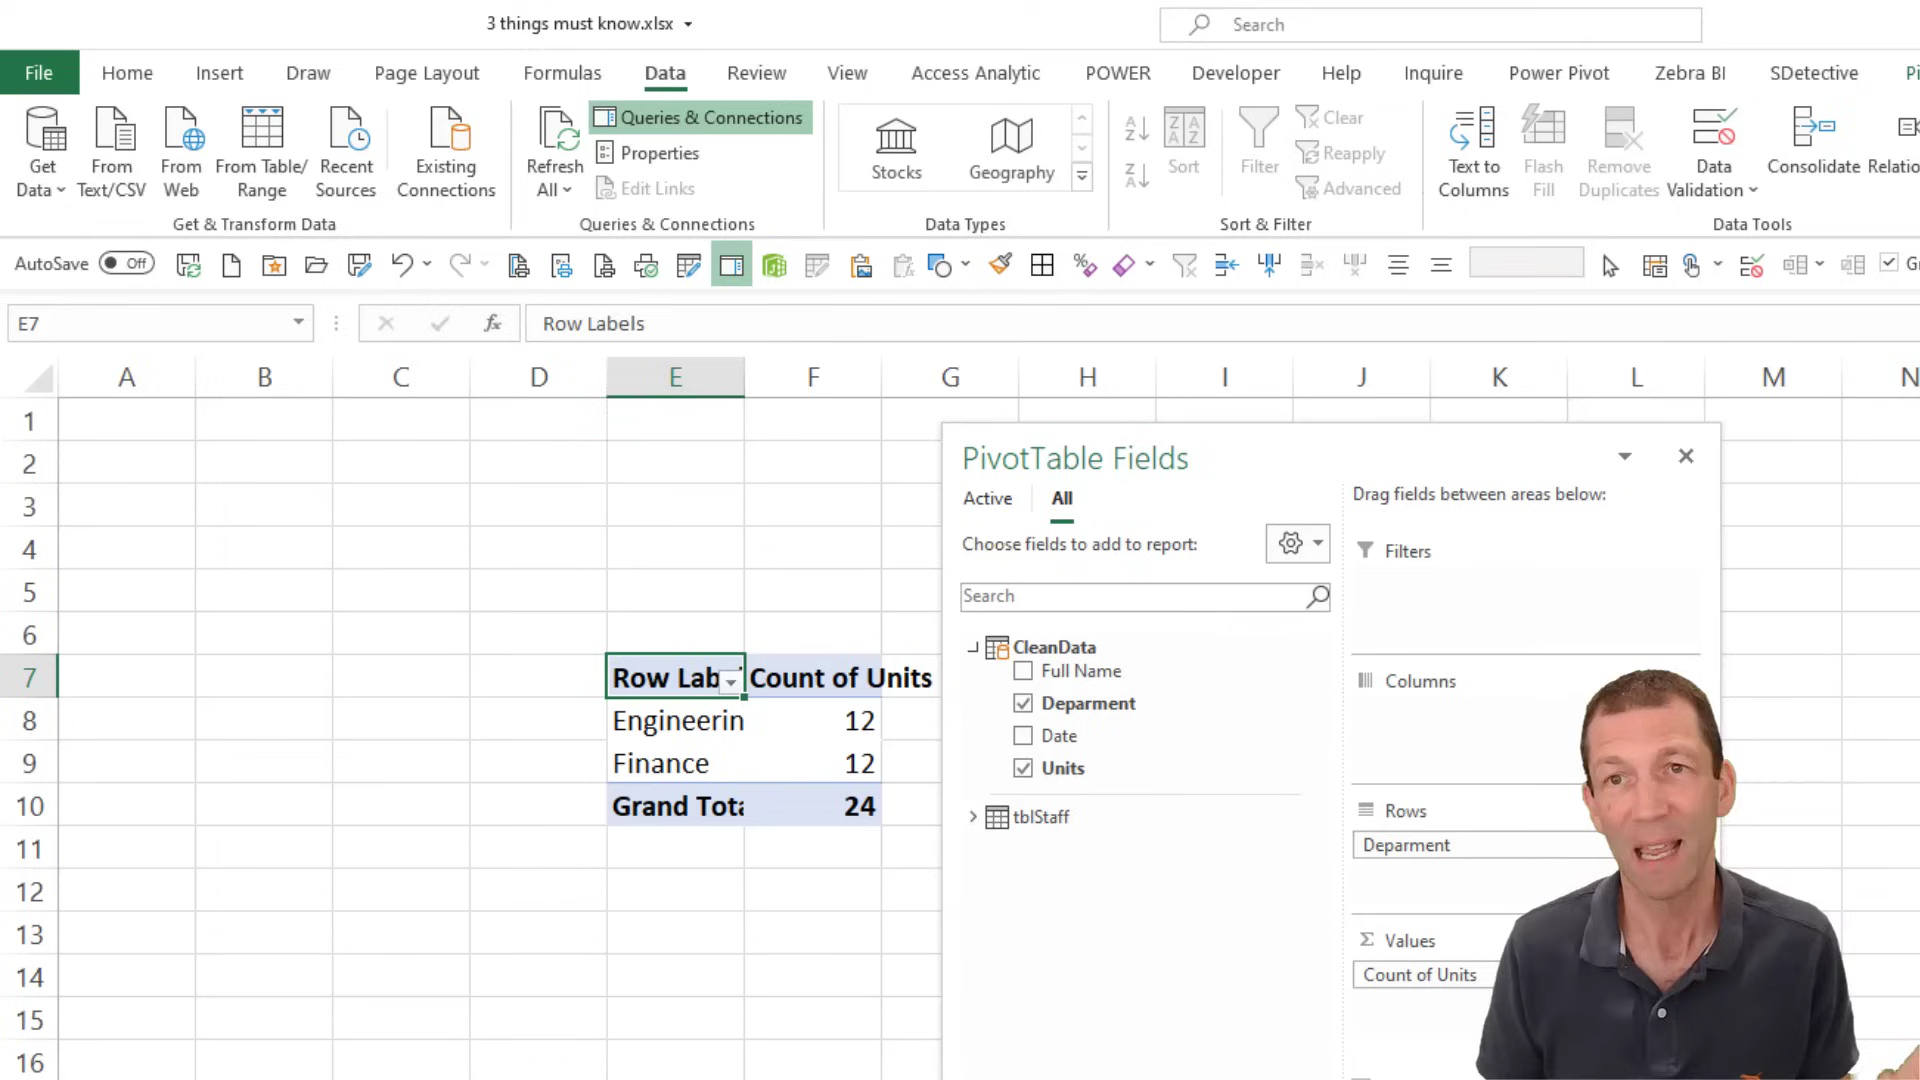 3 things must know.xlsx
Search
File Home Insert Draw Page Layout Formulas Data Review View Access Analytic POWER Developer Help Inquire Power Pivot Zebra BI SDetective
Get Data
From Text/CSV
From Web
From Table/ Range
Recent Sources
Existing Connections
Get & Transform Data
Refresh All
Queries & Connections
Properties
Edit Links
Queries & Connections
Stocks
Geography
Data Types
Sort
Filter
Clear
Reapply
Advanced
Sort & Filter
Text to Columns
Flash Fill
Remove Duplicates
Data Validation
Consolidate
Data Tools
AutoSave Off
E7
fx
Row Labels
A B C D E F G H I J K L M N
1
2
3
4
5
6
7 Row Lab Count of Units
8 Engineerin 12
9 Finance 12
10 Grand Tota 24
11
12
13
14
15
16
PivotTable Fields
Active All
Choose fields to add to report:
Search
CleanData
Full Name
Deparment
Date
Units
tblStaff
Drag fields between areas below:
Filters
Columns
Rows
Deparment
Σ Values
Count of Units